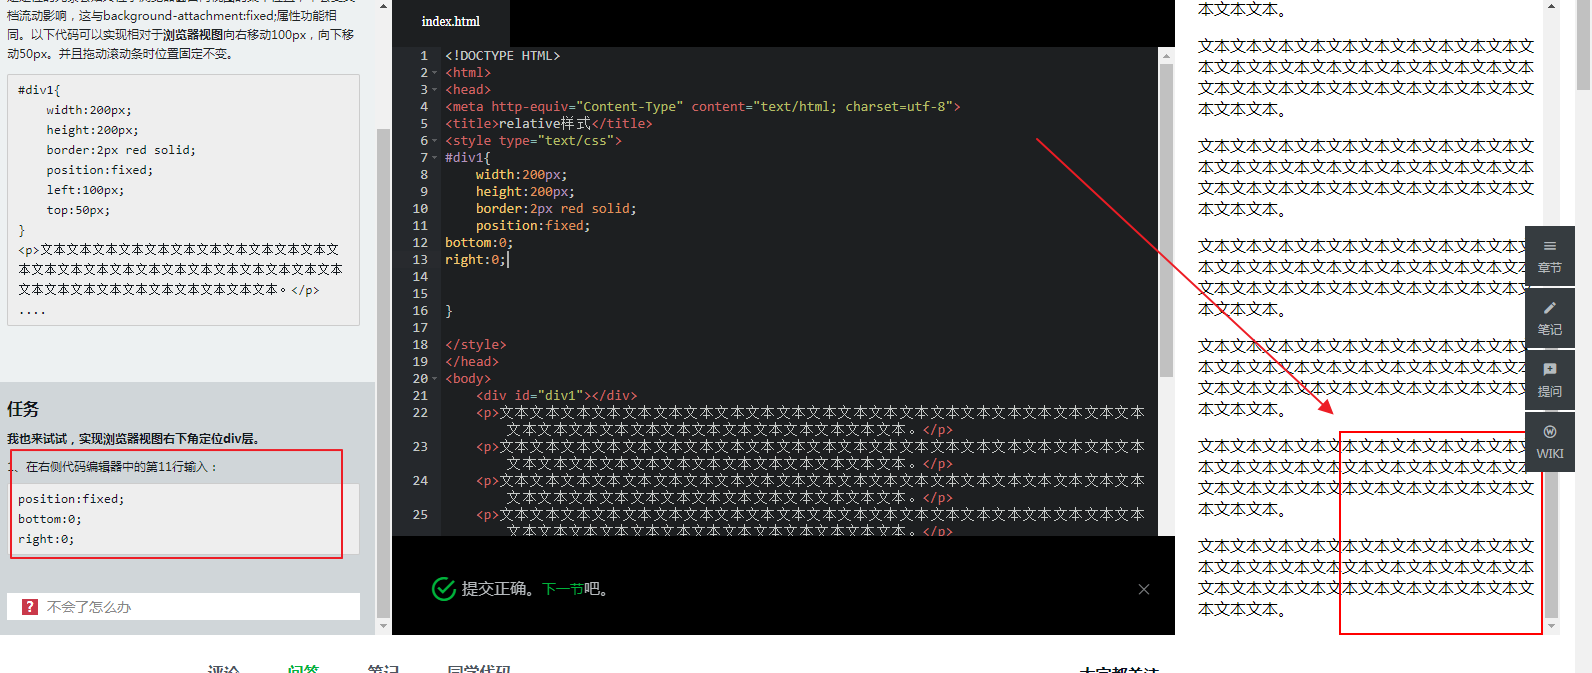 档流动影响，这与background-attachment:fixed;属性功能相
同。以下代码可以实现相对于浏览器视图向右移动100px，向下移
动50px。并且拖动滚动条时位置固定不变。
#div1{
width:200px;
height:200px;
border:2px red solid;
position:fixed;
left:100px;
top:50px;
}
<p>文本文本文本文本文本文本文本文本文本文本文本文
本文本文本文本文本文本文本文本文本文本文本文本文本
文本文本文本文本文本文本文本文本文本文本。</p>
....
任务
我也来试试，实现浏览器视图右下角定位div层。
1、在右侧代码编辑器中的第11行输入：
position:fixed;
bottom:0;
right:0;
? 不会了怎么办
index.html
1 <!DOCTYPE HTML>
2 <html>
3 <head>
4 <meta http-equiv="Content-Type" content="text/html; charset=utf-8">
5 <title>relative样式</title>
6 <style type="text/css">
7 #div1{
8 width:200px;
9 height:200px;
10 border:2px red solid;
11 position:fixed;
12 bottom:0;
13 right:0;
14
15
16 }
17
18 </style>
19 </head>
20 <body>
21 <div id="div1"></div>
22 <p>文本文本文本文本文本文本文本文本文本文本文本文本文本文本文本文本文本文本文本文本文本
文本文本文本文本文本文本文本文本文本文本文本文本文本。</p>
23 <p>文本文本文本文本文本文本文本文本文本文本文本文本文本文本文本文本文本文本文本文本文本
文本文本文本文本文本文本文本文本文本文本文本文本文本。</p>
24 <p>文本文本文本文本文本文本文本文本文本文本文本文本文本文本文本文本文本文本文本文本文本
文本文本文本文本文本文本文本文本文本文本文本文本文本。</p>
25 <p>文本文本文本文本文本文本文本文本文本文本文本文本文本文本文本文本文本文本文本文本文本
文本文本文本文本文本文本文本文本文本文本文本文本文本。</p>
提交正确。下一节吧。
本文本文本。
文本文本文本文本文本文本文本文本文本文本文
本文本文本文本文本文本文本文本文本文本文本
文本文本文本文本文本文本文本文本文本文本文
本文本文本。
文本文本文本文本文本文本文本文本文本文本文
本文本文本文本文本文本文本文本文本文本文本
文本文本文本文本文本文本文本文本文本文本文
本文本文本。
文本文本文本文本文本文本文本文本文本文本文
本文本文本文本文本文本文本文本文本文本文本
文本文本文本文本文本文本文本文本文本文本文
本文本文本。
文本文本文本文本文本文本文本文本文本文本文
本文本文本文本文本文本文本文本文本文本文本
文本文本文本文本文本文本文本文本文本文本文
本文本文本。
文本文本文本文本文本文本文本文本文本文本文
本文本文本文本文本文本文本文本文本文本文本
文本文本文本文本文本文本文本文本文本文本文
本文本文本。
文本文本文本文本文本文本文本文本文本文本文
本文本文本文本文本文本文本文本文本文本文本
文本文本文本文本文本文本文本文本文本文本文
本文本文本。
章节
笔记
提问
WIKI
评论 问答 笔记 同学代码
大家都关注